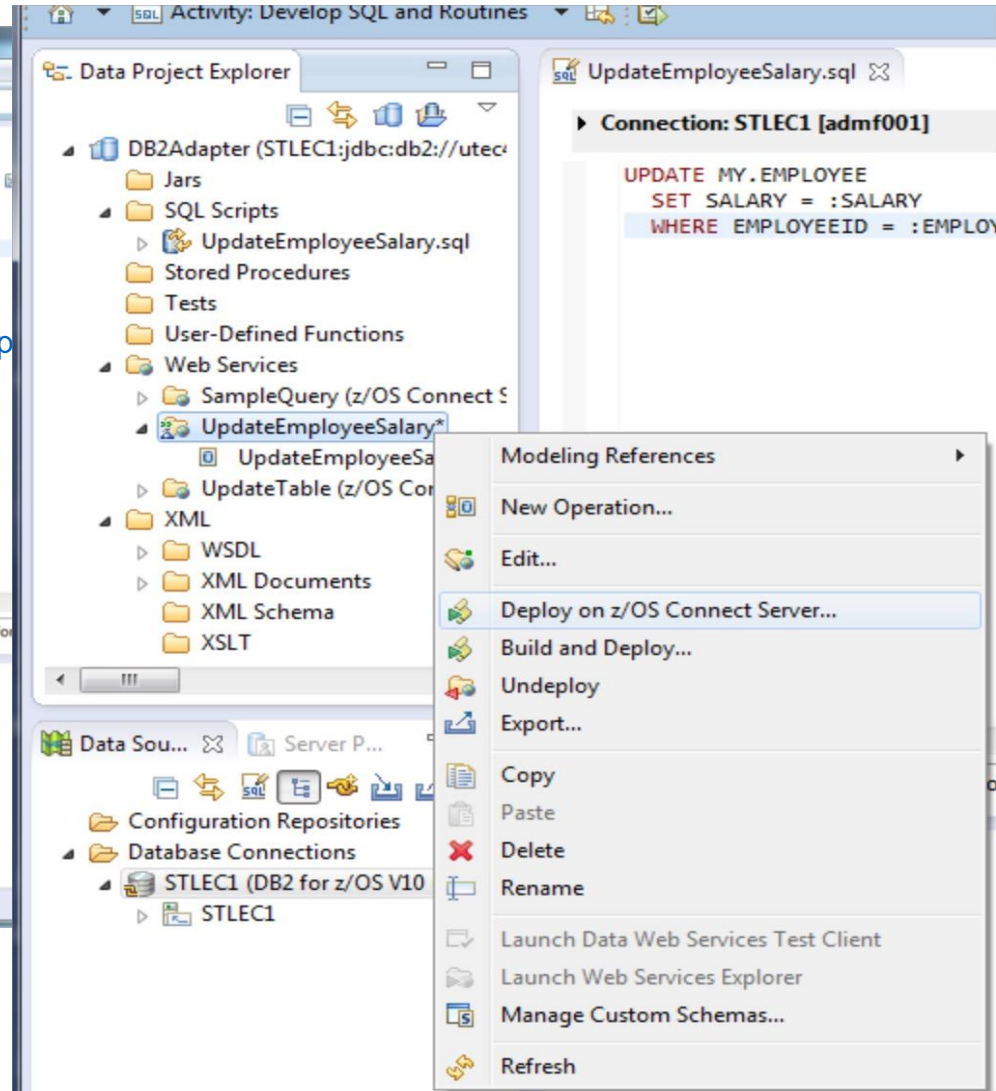 SQL Activity: Develop SQL and Routines
Data Project Explorer
DB2Adapter (STLEC1:jdbc:db2://utec4
Jars
SQL Scripts
UpdateEmployeeSalary.sql
Stored Procedures
Tests
User-Defined Functions
Web Services
SampleQuery (z/OS Connect S
UpdateEmployeeSalary*
UpdateEmployeeSa
UpdateTable (z/OS Cor
XML
WSDL
XML Documents
XML Schema
XSLT
UpdateEmployeeSalary.sql
Connection: STLEC1 [admf001]
UPDATE MY.EMPLOYEE
SET SALARY = :SALARY
WHERE EMPLOYEEID = :EMPLOY
Modeling References
New Operation...
Edit...
Deploy on z/OS Connect Server...
Build and Deploy...
Undeploy
Export...
Copy
Paste
Delete
Rename
Launch Data Web Services Test Client
Launch Web Services Explorer
Manage Custom Schemas...
Refresh
Data Sou...
Server P...
Configuration Repositories
Database Connections
STLEC1 (DB2 for z/OS V10
STLEC1